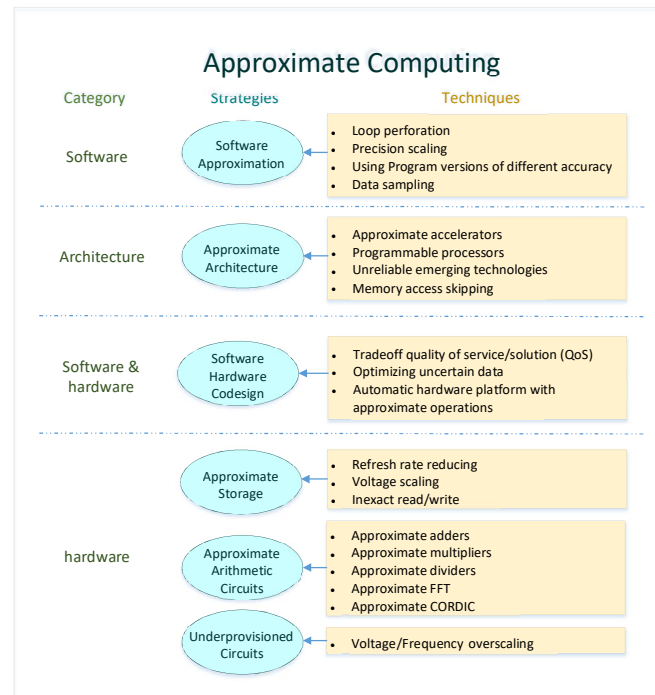 Approximate Computing
Category Strategies Techniques
Software
Software
Approximation
• Loop perforation
• Precision scaling
• Using Program versions of different accuracy
• Data sampling
Architecture
Approximate
Architecture
• Approximate accelerators
• Programmable processors
• Unreliable emerging technologies
• Memory access skipping
Software &
hardware
Software
Hardware
Codesign
• Tradeoff quality of service/solution (QoS)
• Optimizing uncertain data
• Automatic hardware platform with
approximate operations
hardware
Approximate
Storage
• Refresh rate reducing
• Voltage scaling
• Inexact read/write
Approximate
Arithmetic
Circuits
• Approximate adders
• Approximate multipliers
• Approximate dividers
• Approximate FFT
• Approximate CORDIC
Underprovisioned
Circuits
• Voltage/Frequency overscaling